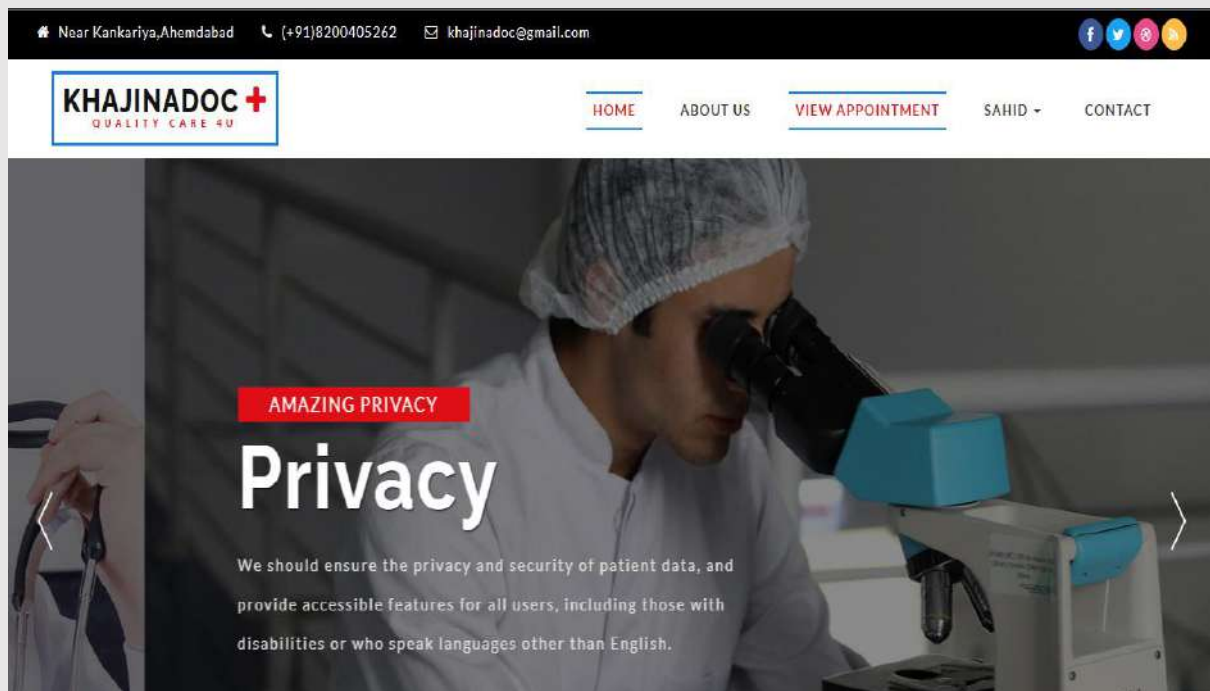 Near Kankariya,Ahemdabad (+91)8200405262 khajinadoc@gmail.com
KHAJINADOC
QUALITY CARE 4U
HOME ABOUT US VIEW APPOINTMENT SAHID CONTACT
AMAZING PRIVACY
Privacy
We should ensure the privacy and security of patient data, and
provide accessible features for all users, including those with
disabilities or who speak languages other than English.